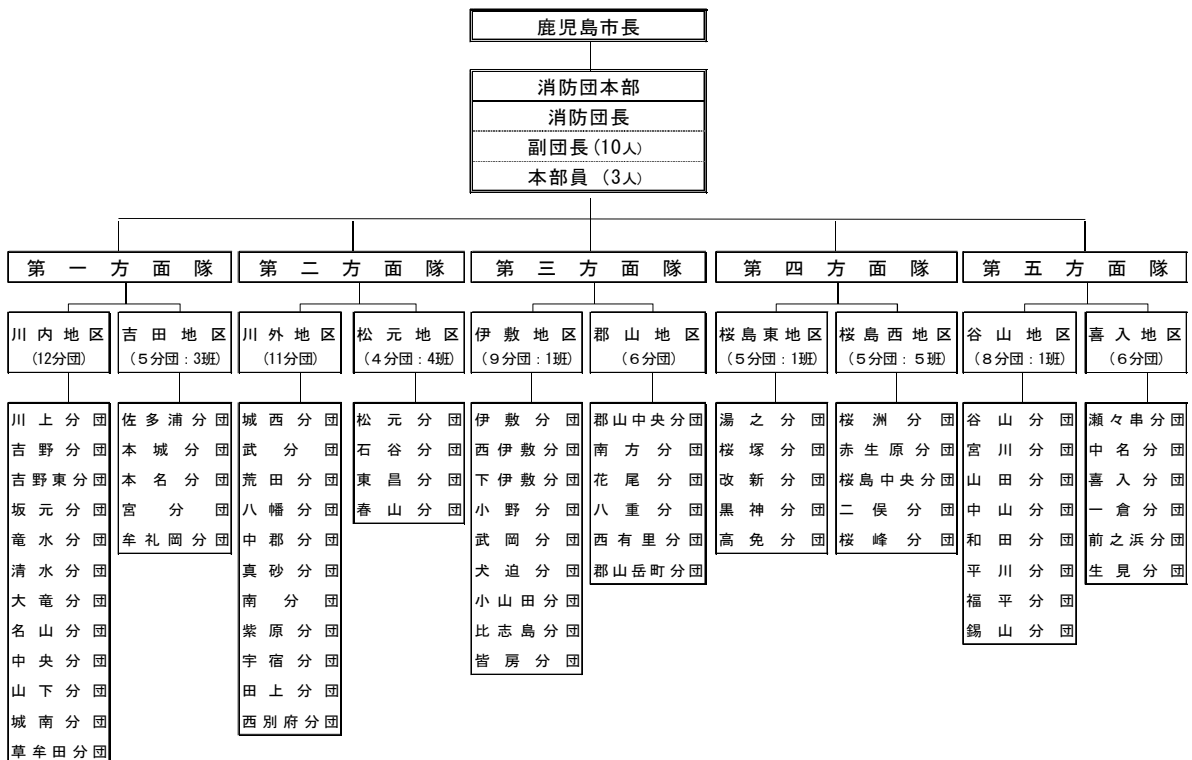 鹿児島市長
消防団本部
消防団長
副団長(10人)
本部員 (3人)
第一方面隊
第二方面隊
第三方面隊
第四方面隊
第五方面隊
川内地区
(12分団)
吉田地区
(5分団:3班)
川外地区
(11分団)
松元地区
(4分団:4班)
伊敷地区
(9分団:1班)
郡山地区
(6分団)
桜島東地区
(5分団:1班)
桜島西地区
(5分団:5班)
谷山地区
(8分団:1班)
喜入地区
(6分団)
川上分団
吉野分団
吉野東分団
坂元分団
竜水分団
清水分団
大竜分団
名山分団
中央分団
山下分団
城南分団
草牟田分団
佐多浦分団
本城分団
本名分団
宮分団
牟礼岡分団
城西分団
武分団
荒田分団
八幡分団
中郡分団
真砂分団
南分団
紫原分団
宇宿分団
田上分団
西別府分団
松元分団
石谷分団
東昌分団
春山分団
伊敷分団
西伊敷分団
下伊敷分団
小野分団
武岡分団
犬迫分団
小山田分団
比志島分団
皆房分団
郡山中央分団
南方分団
花尾分団
八重分団
西有里分団
郡山岳町分団
湯之分団
桜塚分団
改新分団
黒神分団
高免分団
桜洲分団
赤生原分団
桜島中央分団
二俣分団
桜峰分団
谷山分団
宮川分団
山田分団
中山分団
和田分団
平川分団
福平分団
錫山分団
瀬々串分団
中名分団
喜入分団
一倉分団
前之浜分団
生見分団